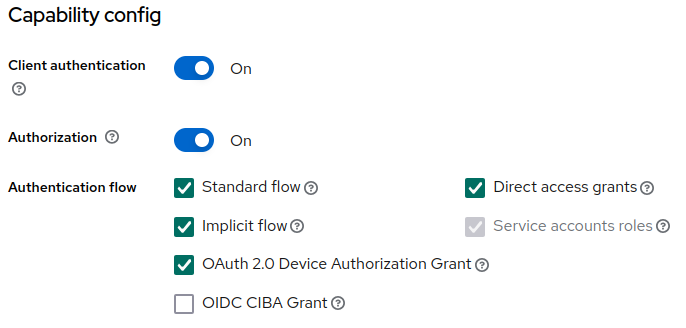 Capability config
Client authentication
On
Authorization
On
Authentication flow
Standard flow
Direct access grants
Implicit flow
Service accounts roles
OAuth 2.0 Device Authorization Grant
OIDC CIBA Grant